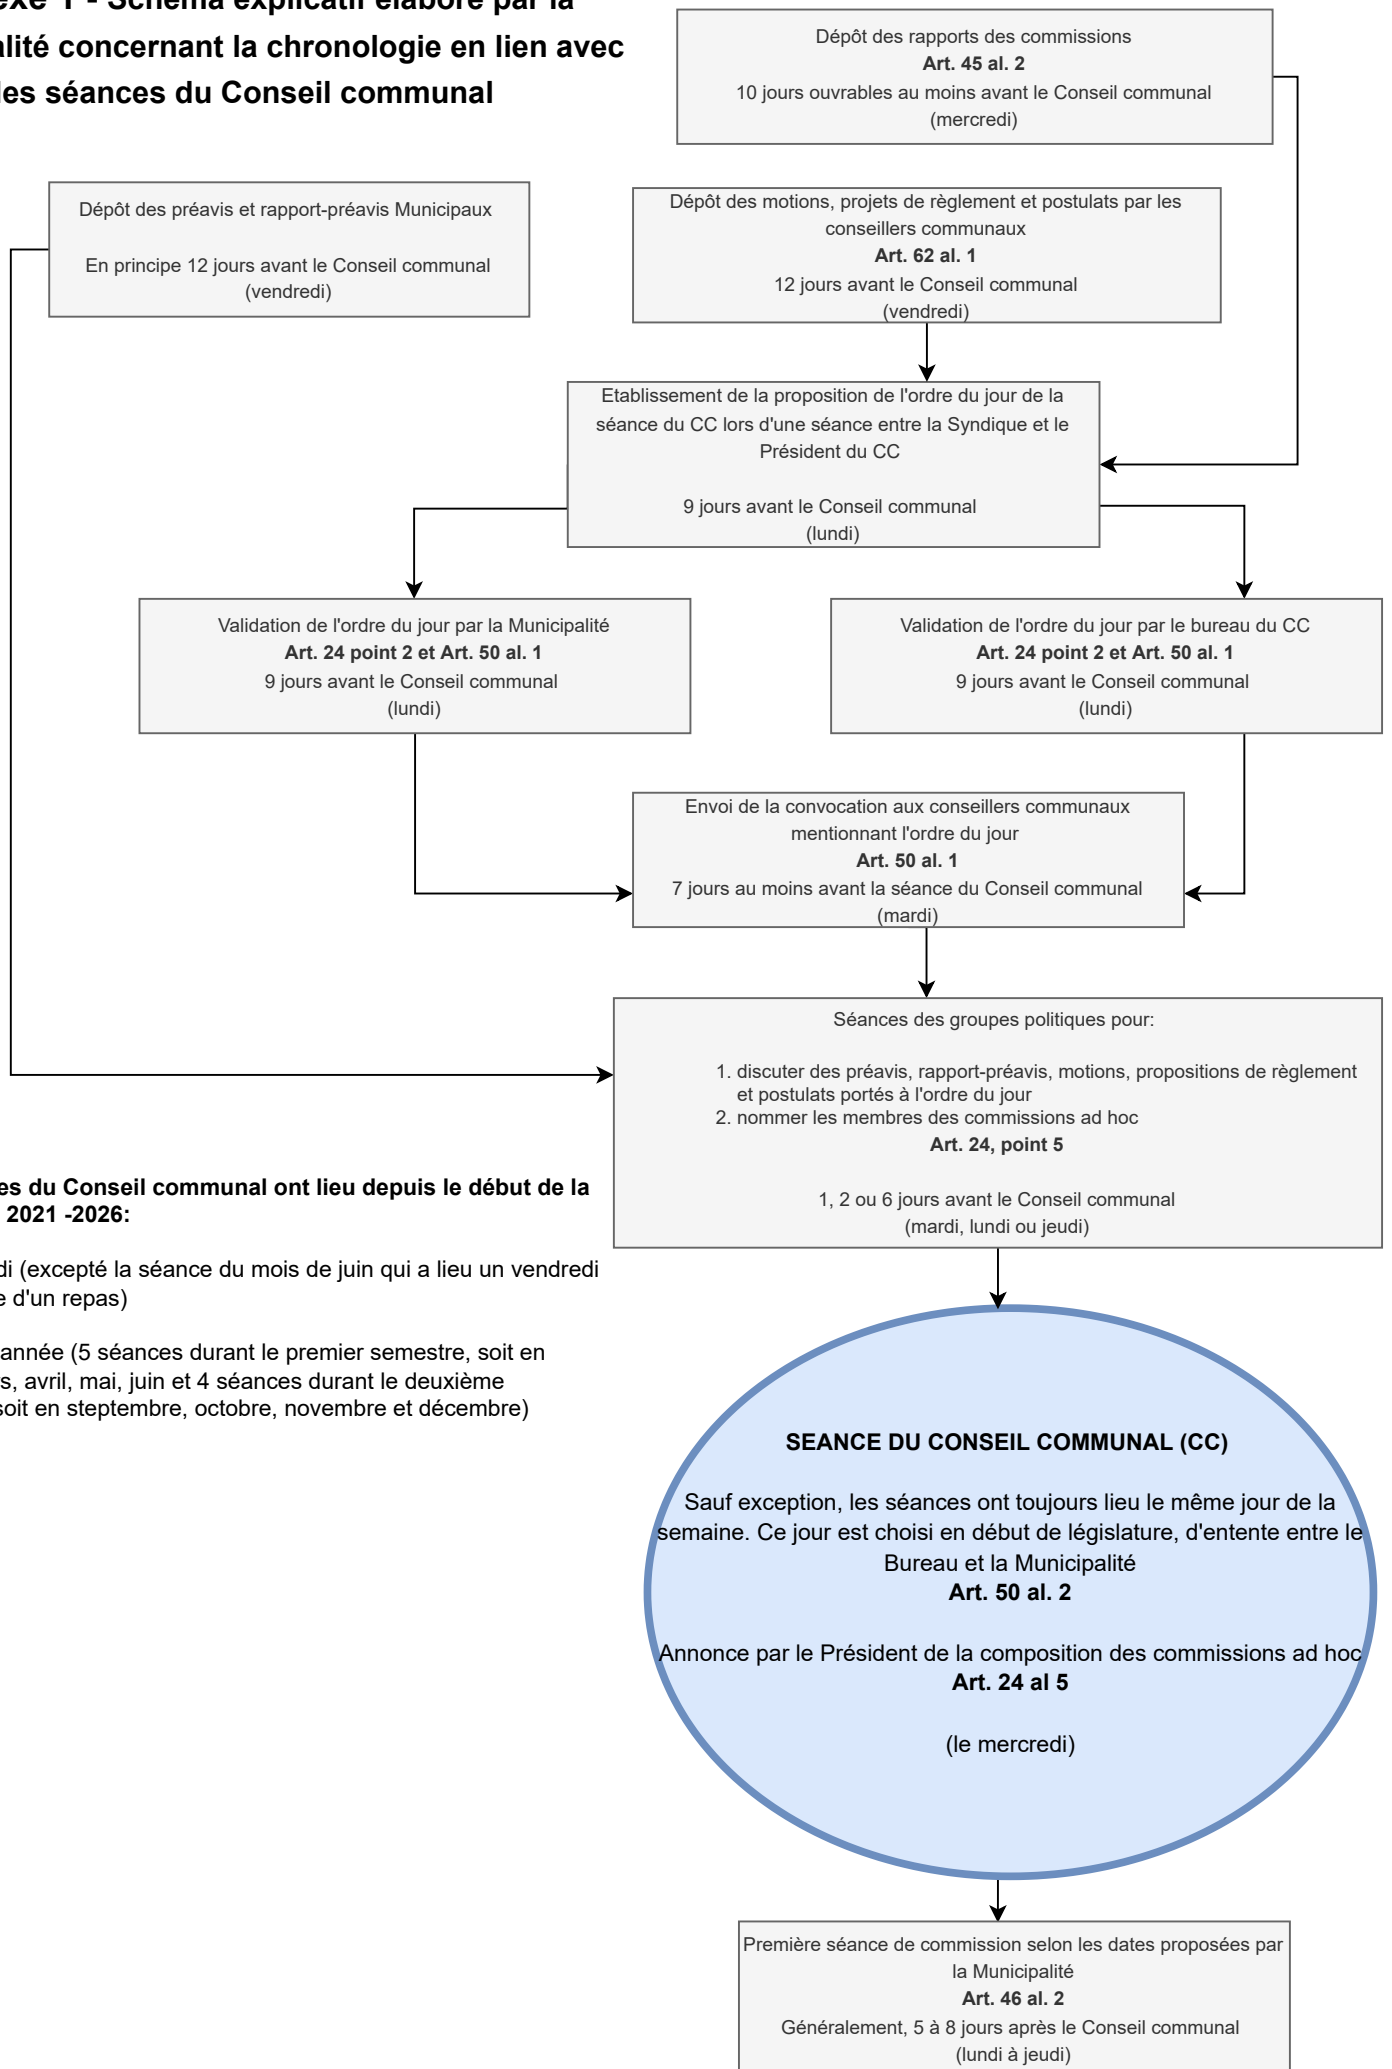 exe 1 - Schéma explicatif élaboré par la
alité concernant la chronologie en lien avec
les séances du Conseil communal
Dépôt des rapports des commissions
Art. 45 al. 2
10 jours ouvrables au moins avant le Conseil communal
(mercredi)
Dépôt des préavis et rapport-préavis Municipaux
En principe 12 jours avant le Conseil communal
(vendredi)
Dépôt des motions, projets de règlement et postulats par les
conseillers communaux
Art. 62 al. 1
12 jours avant le Conseil communal
(vendredi)
Etablissement de la proposition de l'ordre du jour de la
séance du CC lors d'une séance entre la Syndique et le
Président du CC
9 jours avant le Conseil communal
(lundi)
Validation de l'ordre du jour par la Municipalité
Art. 24 point 2 et Art. 50 al. 1
9 jours avant le Conseil communal
(lundi)
Validation de l'ordre du jour par le bureau du CC
Art. 24 point 2 et Art. 50 al. 1
9 jours avant le Conseil communal
(lundi)
Envoi de la convocation aux conseillers communaux
mentionnant l'ordre du jour
Art. 50 al. 1
7 jours au moins avant la séance du Conseil communal
(mardi)
Séances des groupes politiques pour:
1. discuter des préavis, rapport-préavis, motions, propositions de règlement
et postulats portés à l'ordre du jour
2. nommer les membres des commissions ad hoc
Art. 24, point 5
1, 2 ou 6 jours avant le Conseil communal
(mardi, lundi ou jeudi)
es du Conseil communal ont lieu depuis le début de la
2021 -2026:
di (excepté la séance du mois de juin qui a lieu un vendredi
e d'un repas)
année (5 séances durant le premier semestre, soit en
s, avril, mai, juin et 4 séances durant le deuxième
soit en steptembre, octobre, novembre et décembre)
SEANCE DU CONSEIL COMMUNAL (CC)
Sauf exception, les séances ont toujours lieu le même jour de la
semaine. Ce jour est choisi en début de législature, d'entente entre le
Bureau et la Municipalité
Art. 50 al. 2
Annonce par le Président de la composition des commissions ad hoc
Art. 24 al 5
(le mercredi)
Première séance de commission selon les dates proposées par
la Municipalité
Art. 46 al. 2
Généralement, 5 à 8 jours après le Conseil communal
(lundi à jeudi)